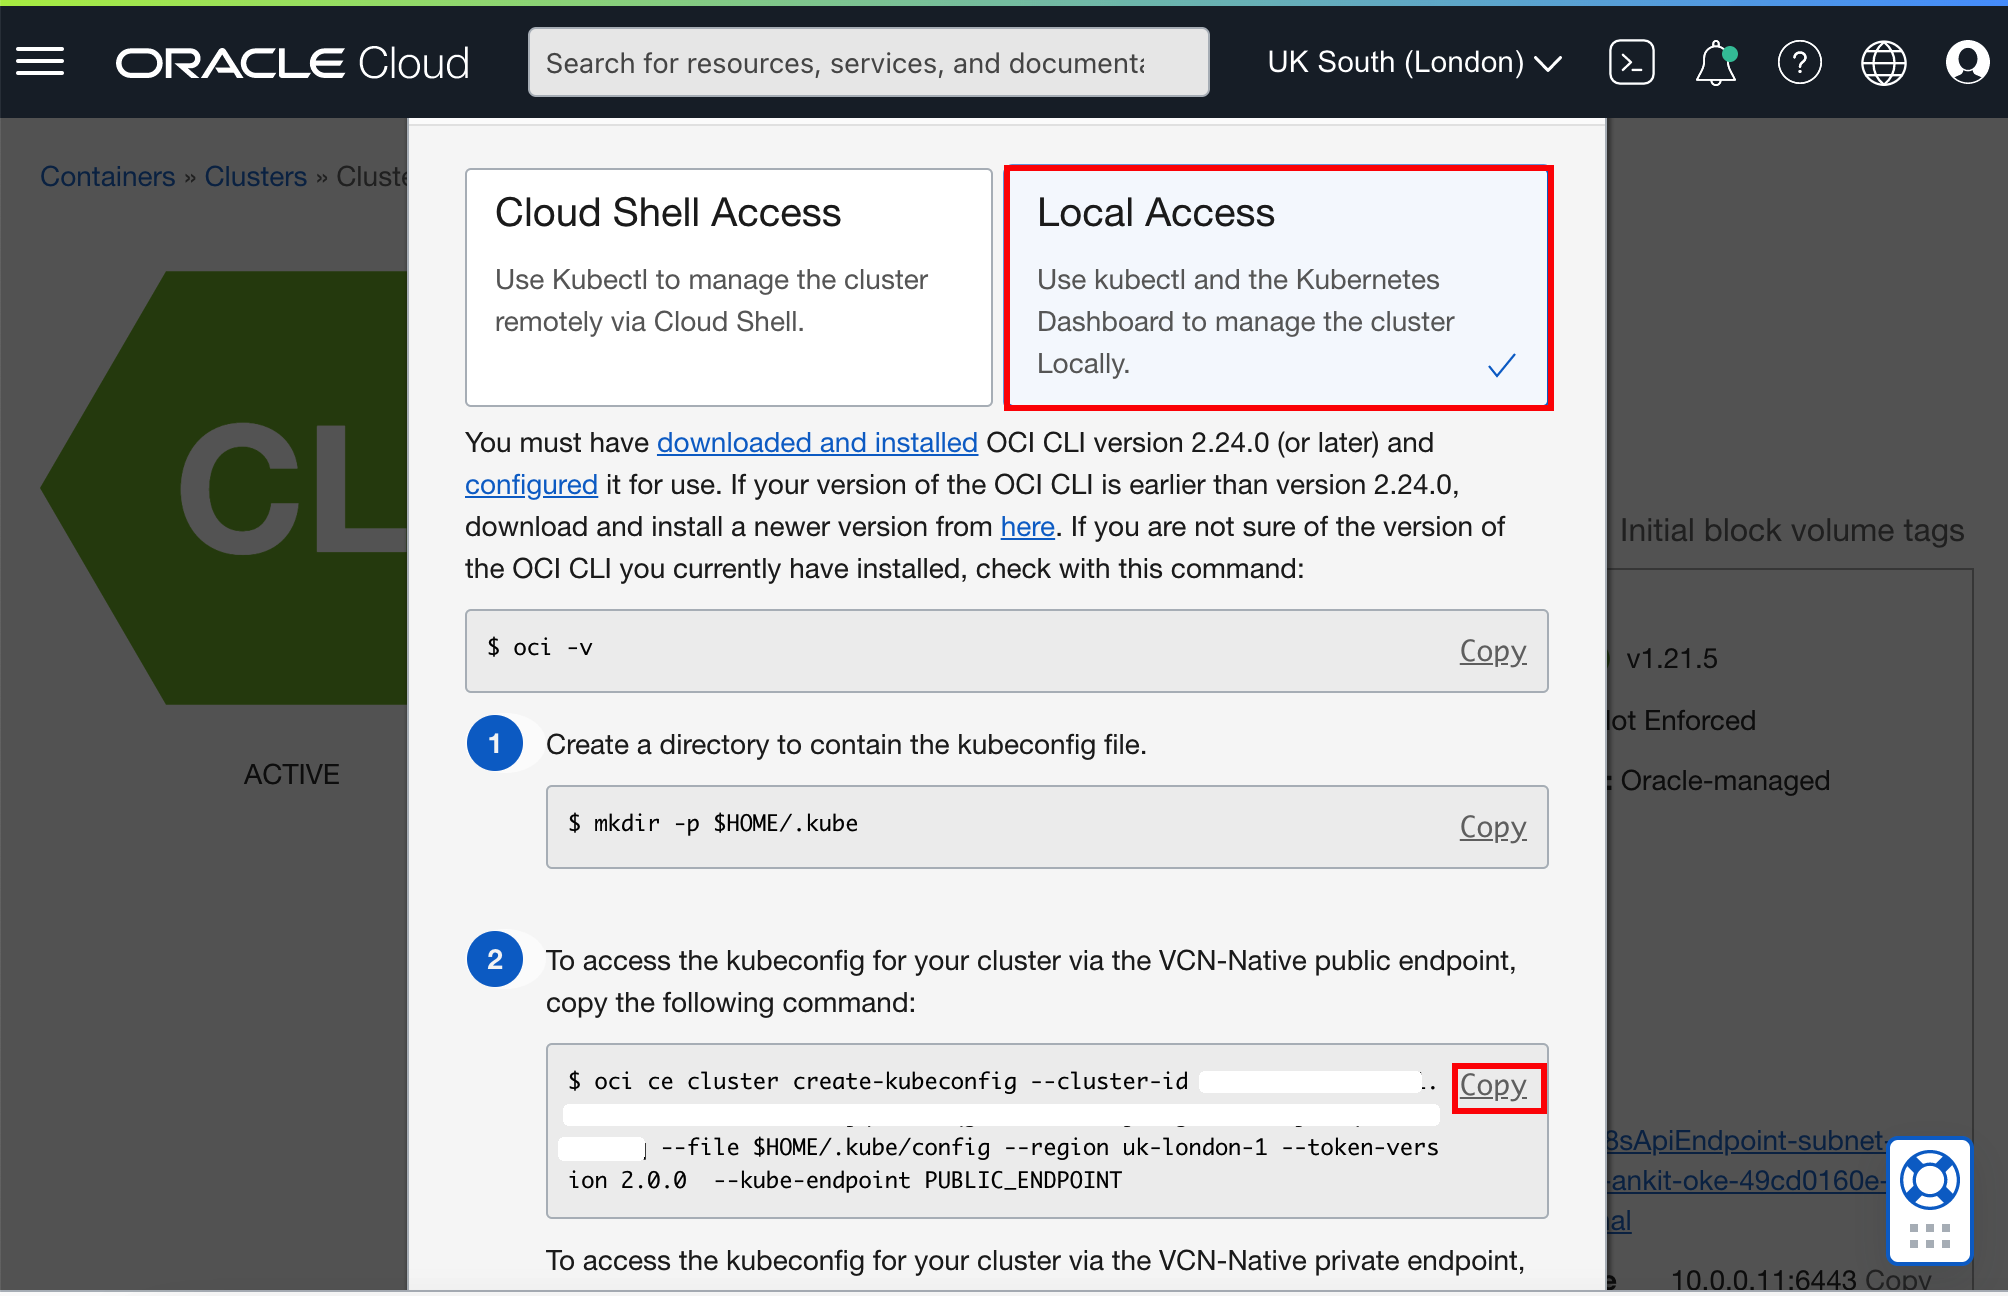 ORACLE Cloud
Search for resources, services, and documenta
UK South (London)
Containers » Clusters » Cluste
CL
ACTIVE
Cloud Shell Access
Use Kubectl to manage the cluster
remotely via Cloud Shell.
Local Access
Use kubectl and the Kubernetes
Dashboard to manage the cluster
Locally.
You must have downloaded and installed OCI CLI version 2.24.0 (or later) and
configured it for use. If your version of the OCI CLI is earlier than version 2.24.0,
download and install a newer version from here. If you are not sure of the version of
the OCI CLI you currently have installed, check with this command:
$ oci -v
Copy
1
Create a directory to contain the kubeconfig file.
$ mkdir -p $HOME/.kube
Copy
2
To access the kubeconfig for your cluster via the VCN-Native public endpoint,
copy the following command:
$ oci ce cluster create-kubeconfig --cluster-id
Copy
--file $HOME/.kube/config --region uk-london-1 --token-vers
ion 2.0.0 --kube-endpoint PUBLIC_ENDPOINT
To access the kubeconfig for your cluster via the VCN-Native private endpoint,
Initial block volume tags
v1.21.5
ot Enforced
: Oracle-managed
8sApiEndpoint-subnet-
-ankit-oke-49cd0160e-
al
e 10.0.0.11:6443 Copy